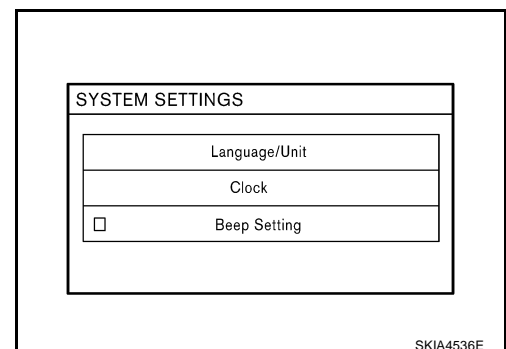 SYSTEM SETTINGS
Language/Unit
Clock
Beep Setting
SKIA4536E